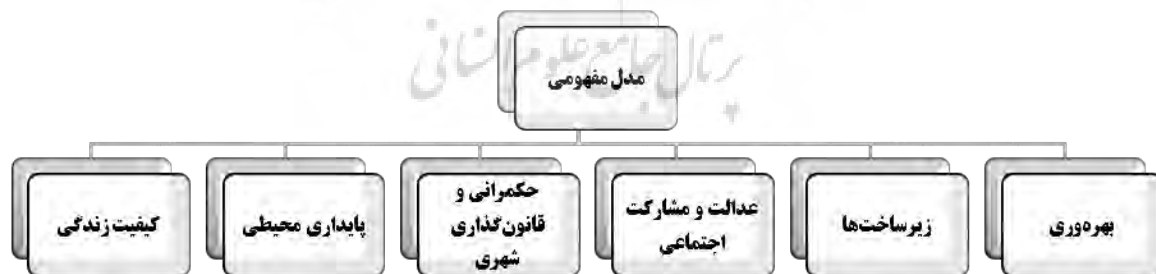 پرتال جامع علوم انسانی
مدل مفهومی
بهره‌وری
زیرساخت‌ها
عدالت و مشارکت
اجتماعی
حکمرانی و
قانون‌گذاری
شهری
پایداری محیطی
کیفیت زندگی